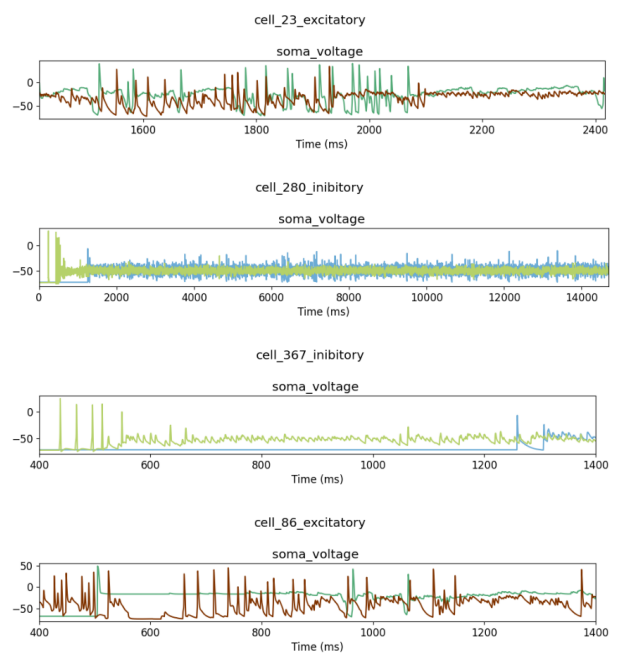 cell_23_excitatory
soma_voltage
0
−50
1600 1800 2000 2200 2400
Time (ms)
cell_280_inibitory
soma_voltage
0
−50
0 2000 4000 6000 8000 10000 12000 14000
Time (ms)
cell_367_inibitory
soma_voltage
0
−50
400 600 800 1000 1200 1400
Time (ms)
cell_86_excitatory
soma_voltage
50
0
−50
400 600 800 1000 1200 1400
Time (ms)